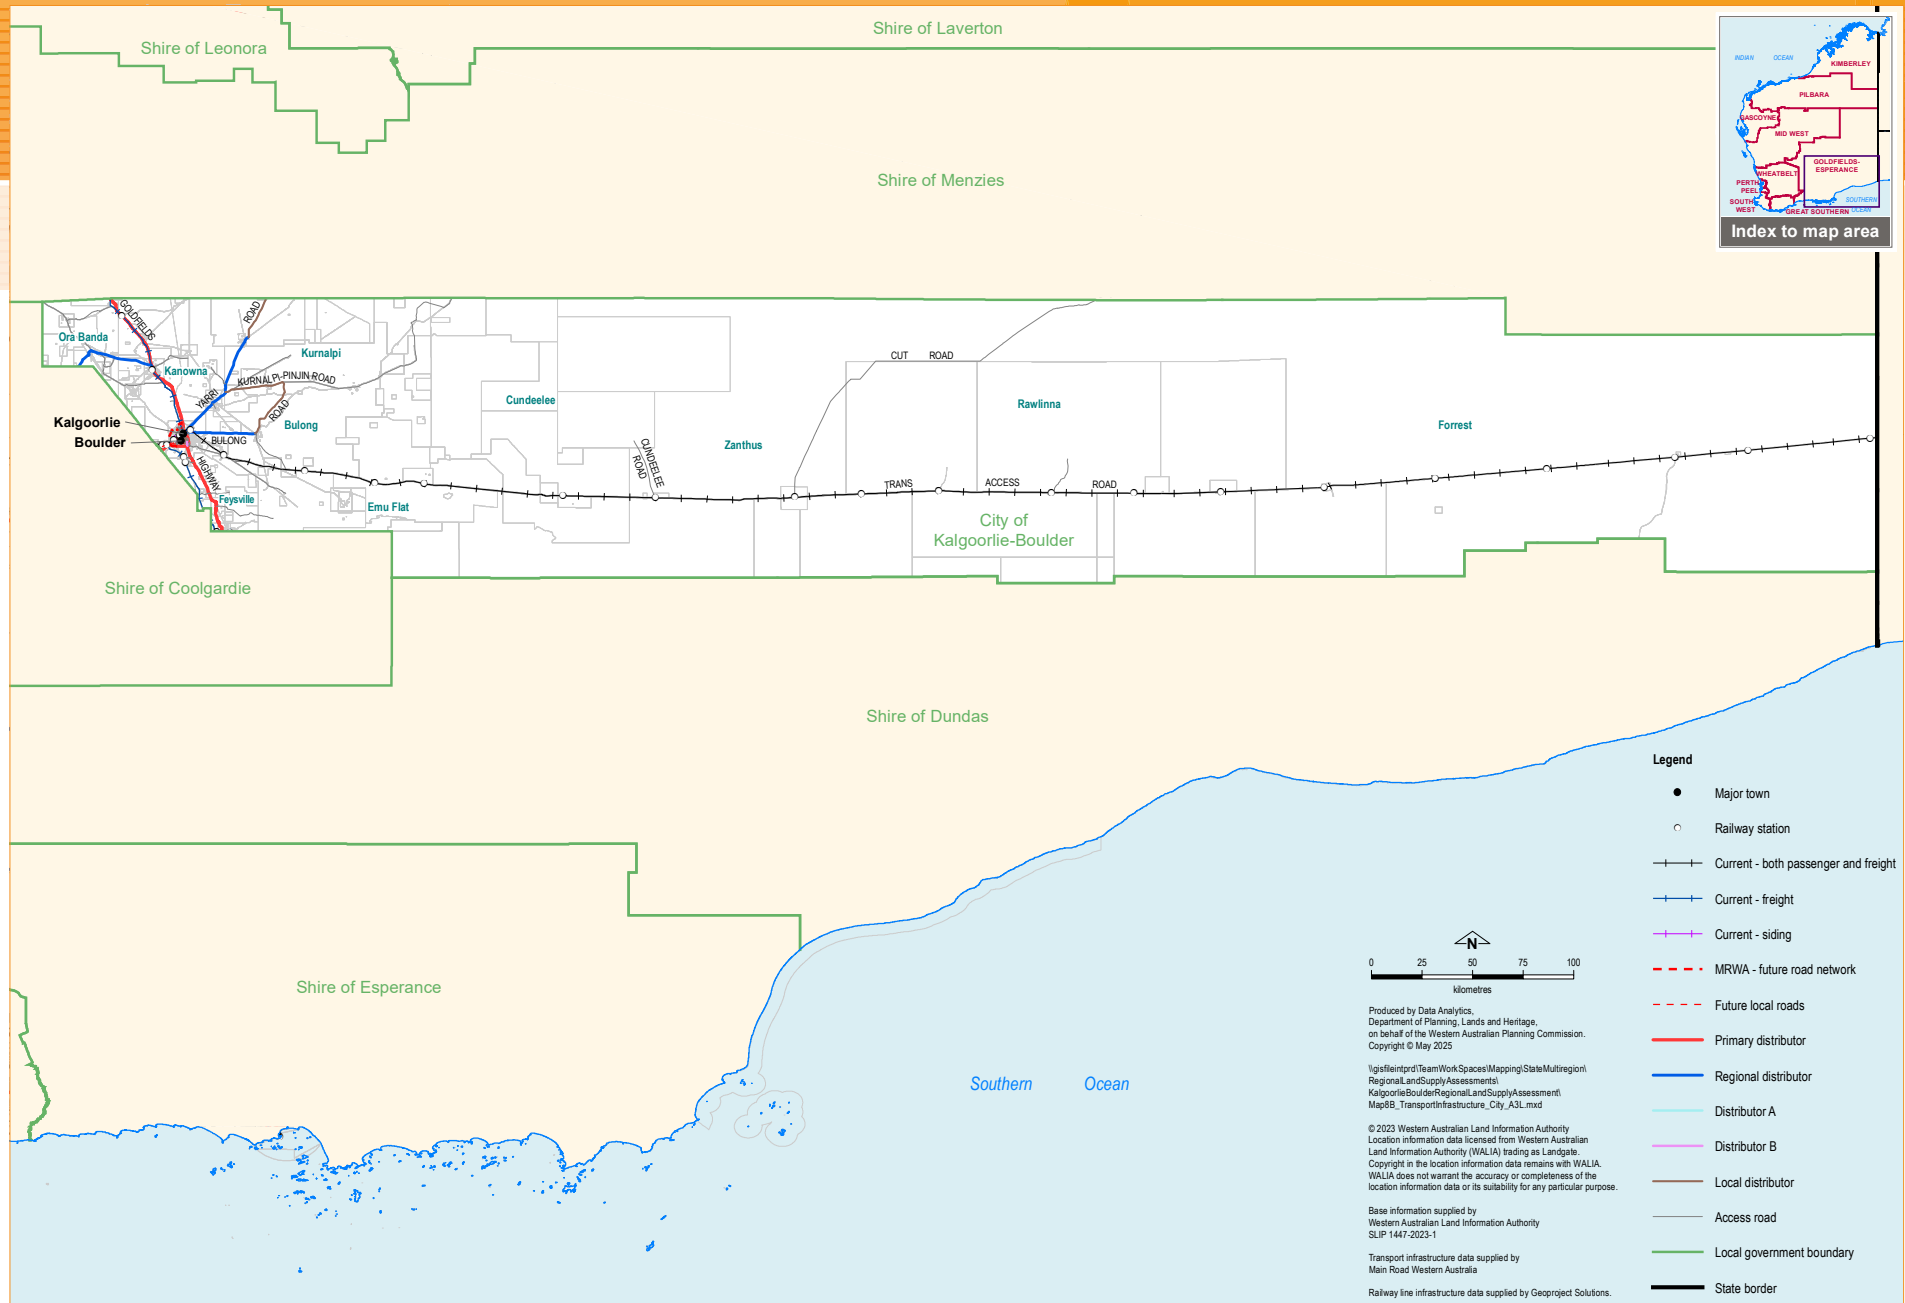 Shire of Leonora
Shire of Laverton
Shire of Menzies
INDIAN OCEAN
KIMBERLEY
PILBARA
GASCOYNE
MID WEST
GOLDFIELDS-
ESPERANCE
WHEATBELT
PERTH
PEEL
SOUTH
WEST
SOUTHERN
OCEAN
GREAT SOUTHERN
Index to map area
GOLDFIELDS
ROAD
Ora Banda
Kurnalpi
Kanowna
KURNALPI-PINJIN ROAD
YARRI
ROAD
Kalgoorlie
Boulder
BULONG
Bulong
HIGHWAY
Feysville
Emu Flat
Cundeelee
CUNDEELEE
ROAD
Zanthus
CUT ROAD
Rawlinna
Forrest
TRANS ACCESS ROAD
City of
Kalgoorlie-Boulder
Shire of Coolgardie
Shire of Dundas
Shire of Esperance
Southern Ocean
N
0 25 50 75 100
kilometres
Produced by Data Analytics,
Department of Planning, Lands and Heritage,
on behalf of the Western Australian Planning Commission.
Copyright © May 2025
\\gisfileintprd\TeamWorkSpaces\Mapping\StateMultiregion\
RegionalLandSupplyAssessments\
KalgoorlieBoulderRegionalLandSupplyAssessment\
Map8B_TransportInfrastructure_City_A3L.mxd
© 2023 Western Australian Land Information Authority
Location information data licensed from Western Australian
Land Information Authority (WALIA) trading as Landgate.
Copyright in the location information data remains with WALIA.
WALIA does not warrant the accuracy or completeness of the
location information data or its suitability for any particular purpose.
Base information supplied by
Western Australian Land Information Authority
SLIP 1447-2023-1
Transport infrastructure data supplied by
Main Road Western Australia
Railway line infrastructure data supplied by Geoproject Solutions.
Legend
Major town
Railway station
Current - both passenger and freight
Current - freight
Current - siding
MRWA - future road network
Future local roads
Primary distributor
Regional distributor
Distributor A
Distributor B
Local distributor
Access road
Local government boundary
State border